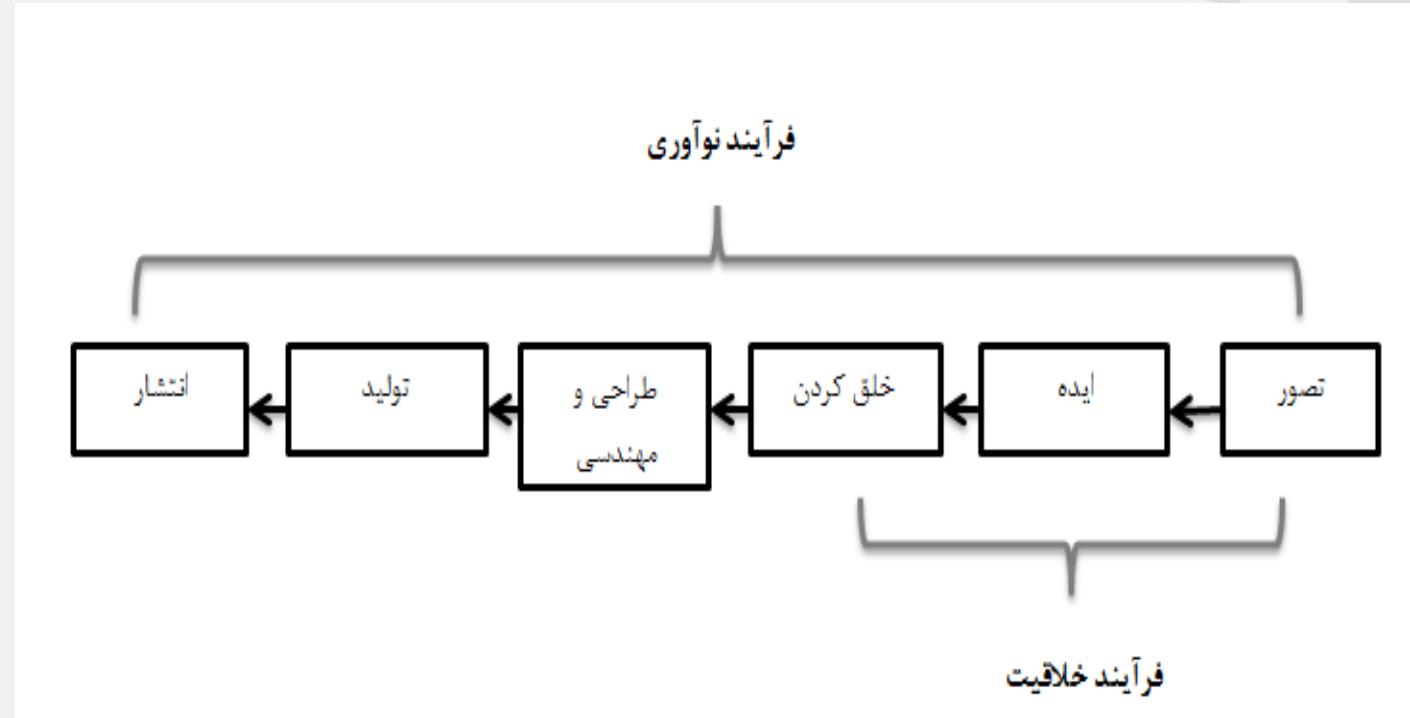 فرآیند نوآوری
تصور
ایده
خلق کردن
طراحی و
مهندسی
تولید
انتشار
فرآیند خلاقیت